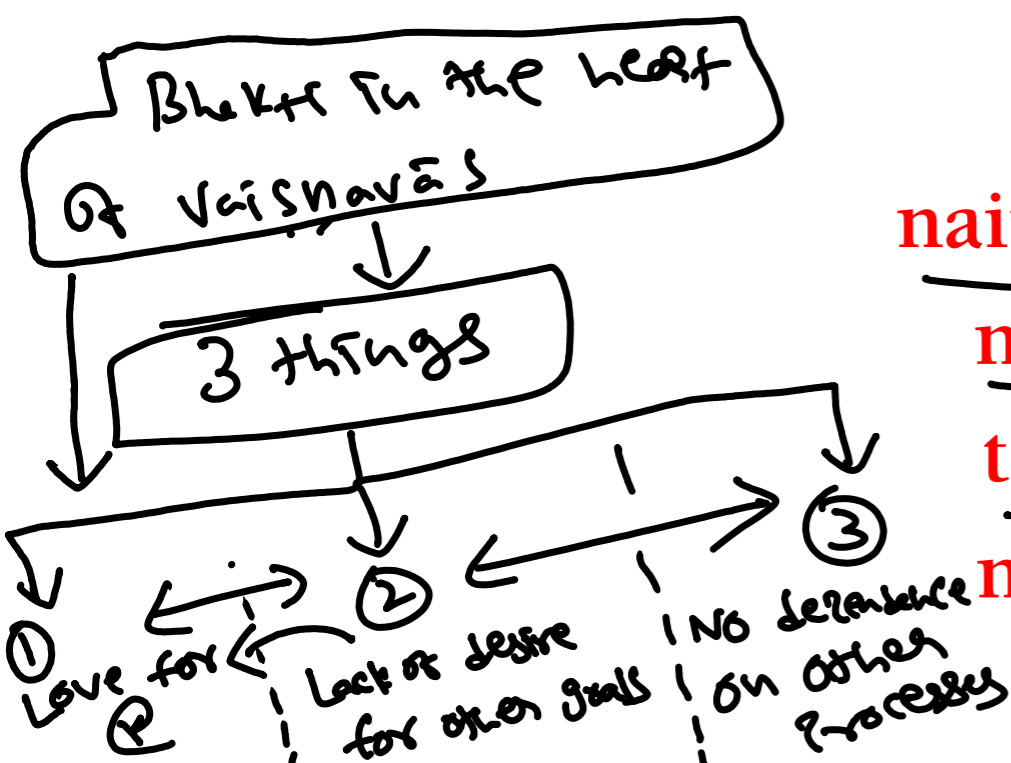 Bhakti in the heart
of Vaiṣṇavās
3 things
①
Love for
②
Lack of desire
for other goals
③
No dependence
on other
processes
nai
n
t
n